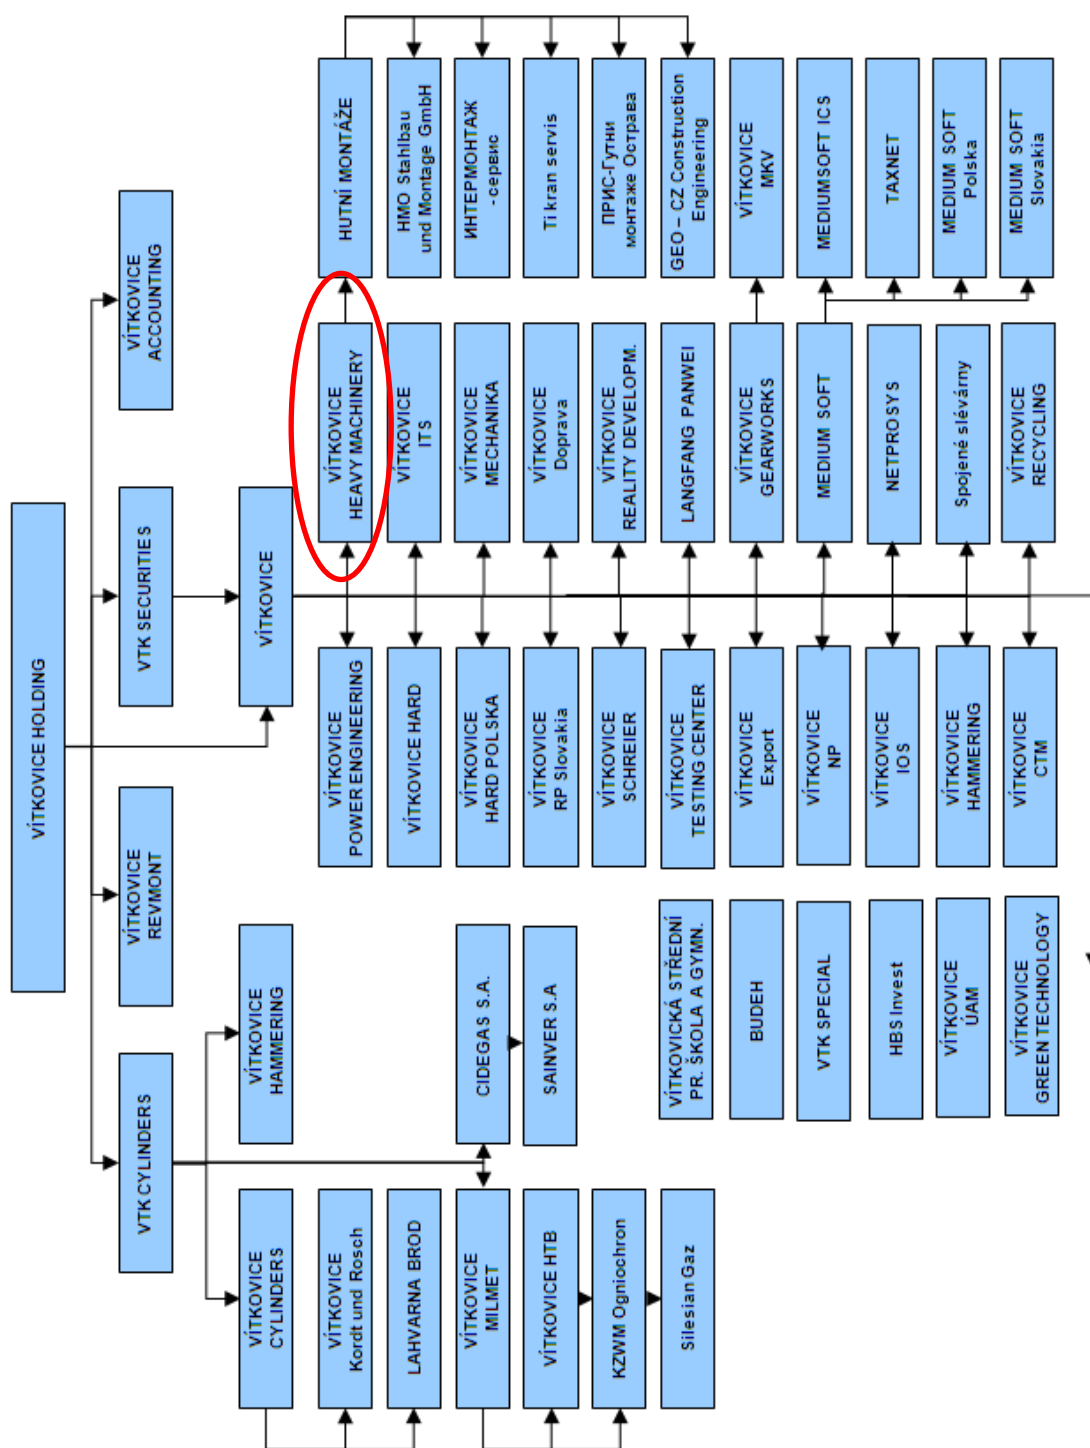 VÍTKOVICE HOLDING
VTK CYLINDERS
VÍTKOVICE
REVMONT
VTK SECURITIES
VÍTKOVICE
ACCOUNTING
VÍTKOVICE
CYLINDERS
VÍTKOVICE
HAMMERING
VÍTKOVICE
VÍTKOVICE
Kordt und Rosch
VÍTKOVICE
POWER ENGINEERING
VÍTKOVICE
HEAVY MACHINERY
HUTNÍ MONTÁŽE
LAHVARNA BROD
VÍTKOVICE HARD
VÍTKOVICE
ITS
HMO Stahlbau
und Montage GmbH
VÍTKOVICE
MILMET
CIDEGAS S.A.
VÍTKOVICE
HARD POLSKA
VÍTKOVICE
MECHANIKA
ИНТЕРМОНТАЖ
-сервис
VÍTKOVICE HTB
SAINVER S.A
VÍTKOVICE
RP Slovakia
VÍTKOVICE
Doprava
Ti kran servis
KZWM Ogniochron
VÍTKOVICE
SCHREIER
VÍTKOVICE
REALITY DEVELOPM.
ПРИС-Гутни
монтаже Острава
Silesian Gaz
VÍTKOVICKÁ STŘEDNÍ
PR. ŠKOLA A GYMN.
VÍTKOVICE
TESTING CENTER
LANGFANG PANWEI
GEO – CZ Construction
Engineering
BUDEH
VÍTKOVICE
Export
VÍTKOVICE
GEARWORKS
VÍTKOVICE
MKV
VTK SPECIAL
VÍTKOVICE
NP
MEDIUM SOFT
MEDIUMSOFT ICS
HBS Invest
VÍTKOVICE
IOS
NETPROSYS
TAXNET
VÍTKOVICE
ÚAM
VÍTKOVICE
HAMMERING
Spojené slévárny
MEDIUM SOFT
Polska
VÍTKOVICE
GREEN TECHNOLOGY
VÍTKOVICE
CTM
VÍTKOVICE
RECYCLING
MEDIUM SOFT
Slovakia